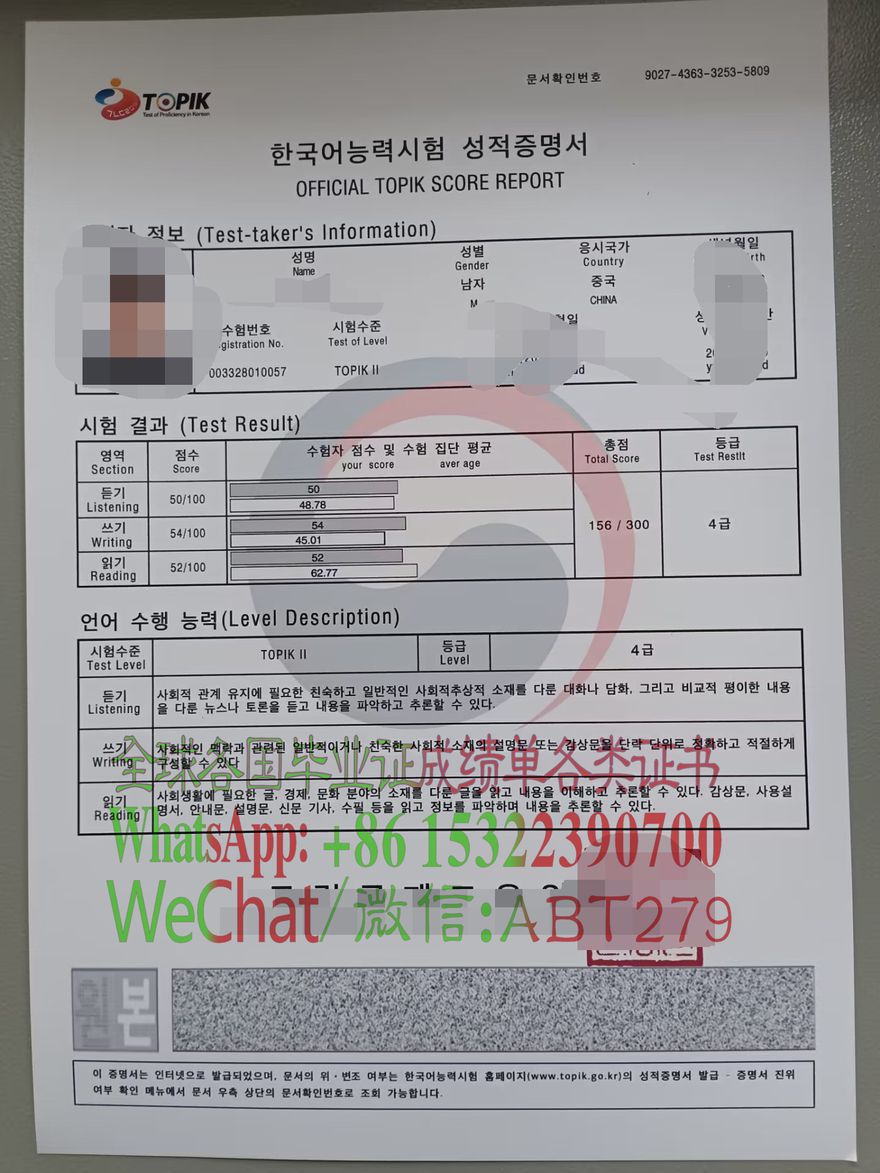 문서확인번호 9027-4363-3253-5809
TOPIK
Test of Proficiency in Korean
한국어능력시험 성적증명서
OFFICIAL TOPIK SCORE REPORT
정보 (Test-taker's Information)
성명 성별 응시국가 월일
Name Gender Country
남자 중국
M CHINA
수험번호 시험수준
No. Test of Level
003328010057 TOPIK II
시험 결과 (Test Result)
영역 점수 수험자 점수 및 수험 집단 평균 총점 등급
Section Score your score aver age Total Score Test Restlt
듣기 50/100 50
Listening 48.78
쓰기 54/100 54 156 / 300 4급
Writing 45.01
읽기 52/100 52
Reading 62.77
언어 수행 능력(Level Description)
시험수준 TOPIK II 등급 4급
Test Level Level
듣기 사회적 관계 유지에 필요한 친숙하고 일반적인 사회적추상적 소재를 다룬 대화나 담화, 그리고 비교적 평이한 내용
Listening 을 다룬 뉴스나 토론을 듣고 내용을 파악하고 추론할 수 있다.
쓰기 사회적인 맥락과 관련된 일반적이거나 친숙한 사회적 소재의 설명문 또는 감상문을 단락 단위로 정확하고 적절하게
Writing 구성할 수 있다
全球各国毕业证成绩单各类证书
읽기 사회생활에 필요한 글, 경제, 문화 분야의 소재를 다룬 글을 읽고 내용을 이해하고 추론할 수 있다. 감상문, 사용설
Reading 명서, 안내문, 설명문, 신문 기사, 수필 등을 읽고 정보를 파악하며 내용을 추론할 수 있다.
WhatsApp: +86 15322390700
WeChat/微信:ABT279
원본
이 증명서는 인터넷으로 발급되었으며, 문서의 위·변조 여부는 한국어능력시험 홈페이지(www.topik.go.kr)의 성적증명서 발급 - 증명서 진위
여부 확인 메뉴에서 문서 우측 상단의 문서확인번호로 조회 가능합니다.